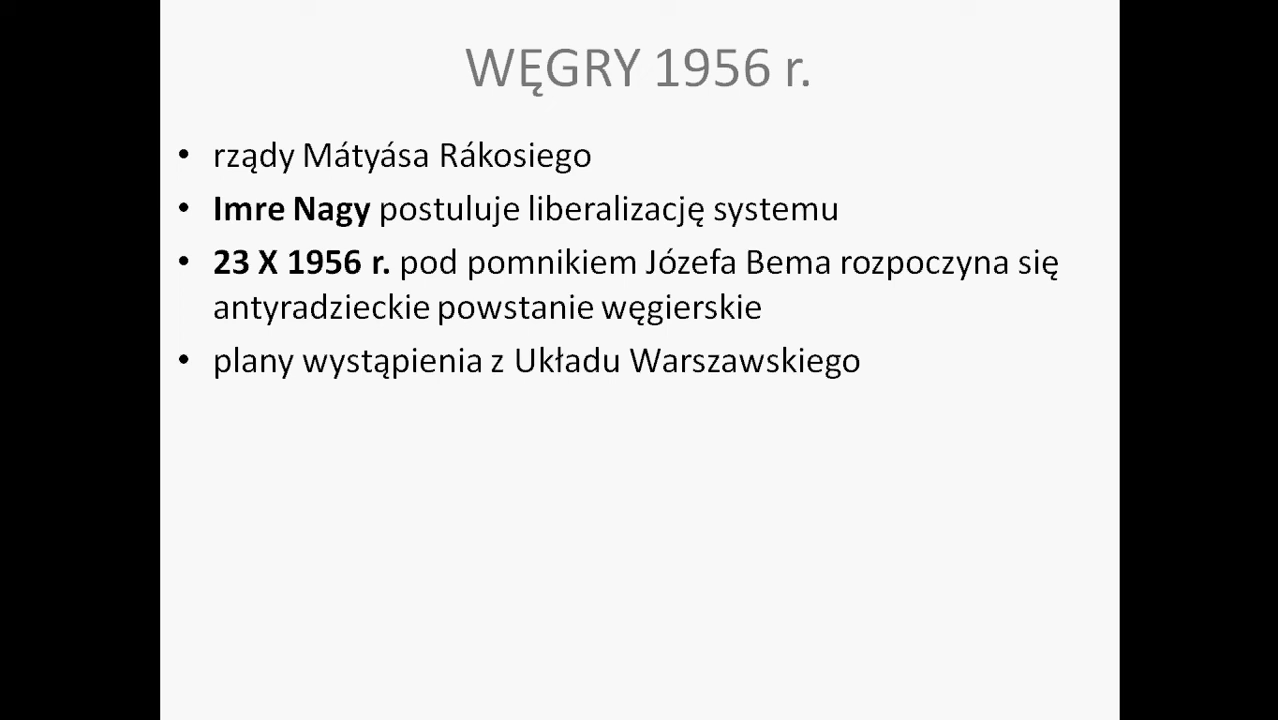 WĘGRY 1956 r.
• rządy Mátyása Rákosiego
• Imre Nagy postuluje liberalizację systemu
• 23 X 1956 r. pod pomnikiem Józefa Bema rozpoczyna się
antyradzieckie powstanie węgierskie
• plany wystąpienia z Układu Warszawskiego